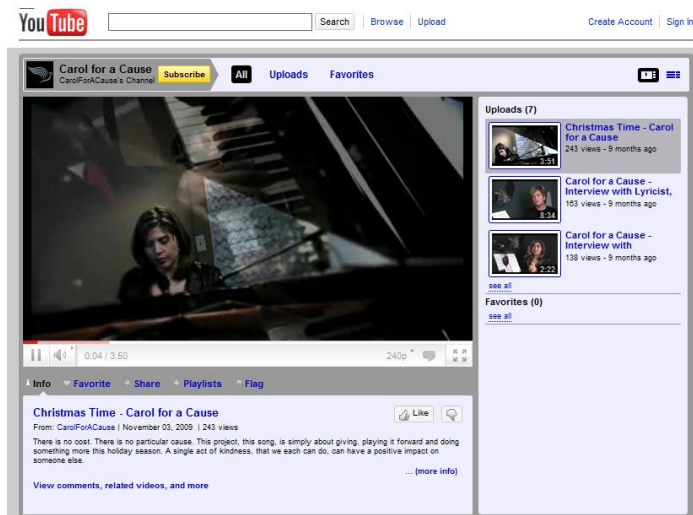 YouTube
Search Browse Upload Create Account Sign In
Carol for a Cause
CarolForACause's Channel
Subscribe All Uploads Favorites
Uploads (7)
Christmas Time - Carol for a Cause
243 views - 9 months ago
3:51
Carol for a Cause - Interview with Lyricist,
163 views - 9 months ago
8:34
Carol for a Cause - Interview with
138 views - 9 months ago
2:22
see all
Favorites (0)
see all
0:04 / 3:50 240p
Info Favorite Share Playlists Flag
Christmas Time - Carol for a Cause
Like
From: CarolForACause | November 03, 2009 | 243 views
There is no cost. There is no particular cause. This project, this song, is simply about giving, playing it forward and doing
something more this holiday season. A single act of kindness, that we each can do, can have a positive impact on
someone else.
... (more info)
View comments, related videos, and more